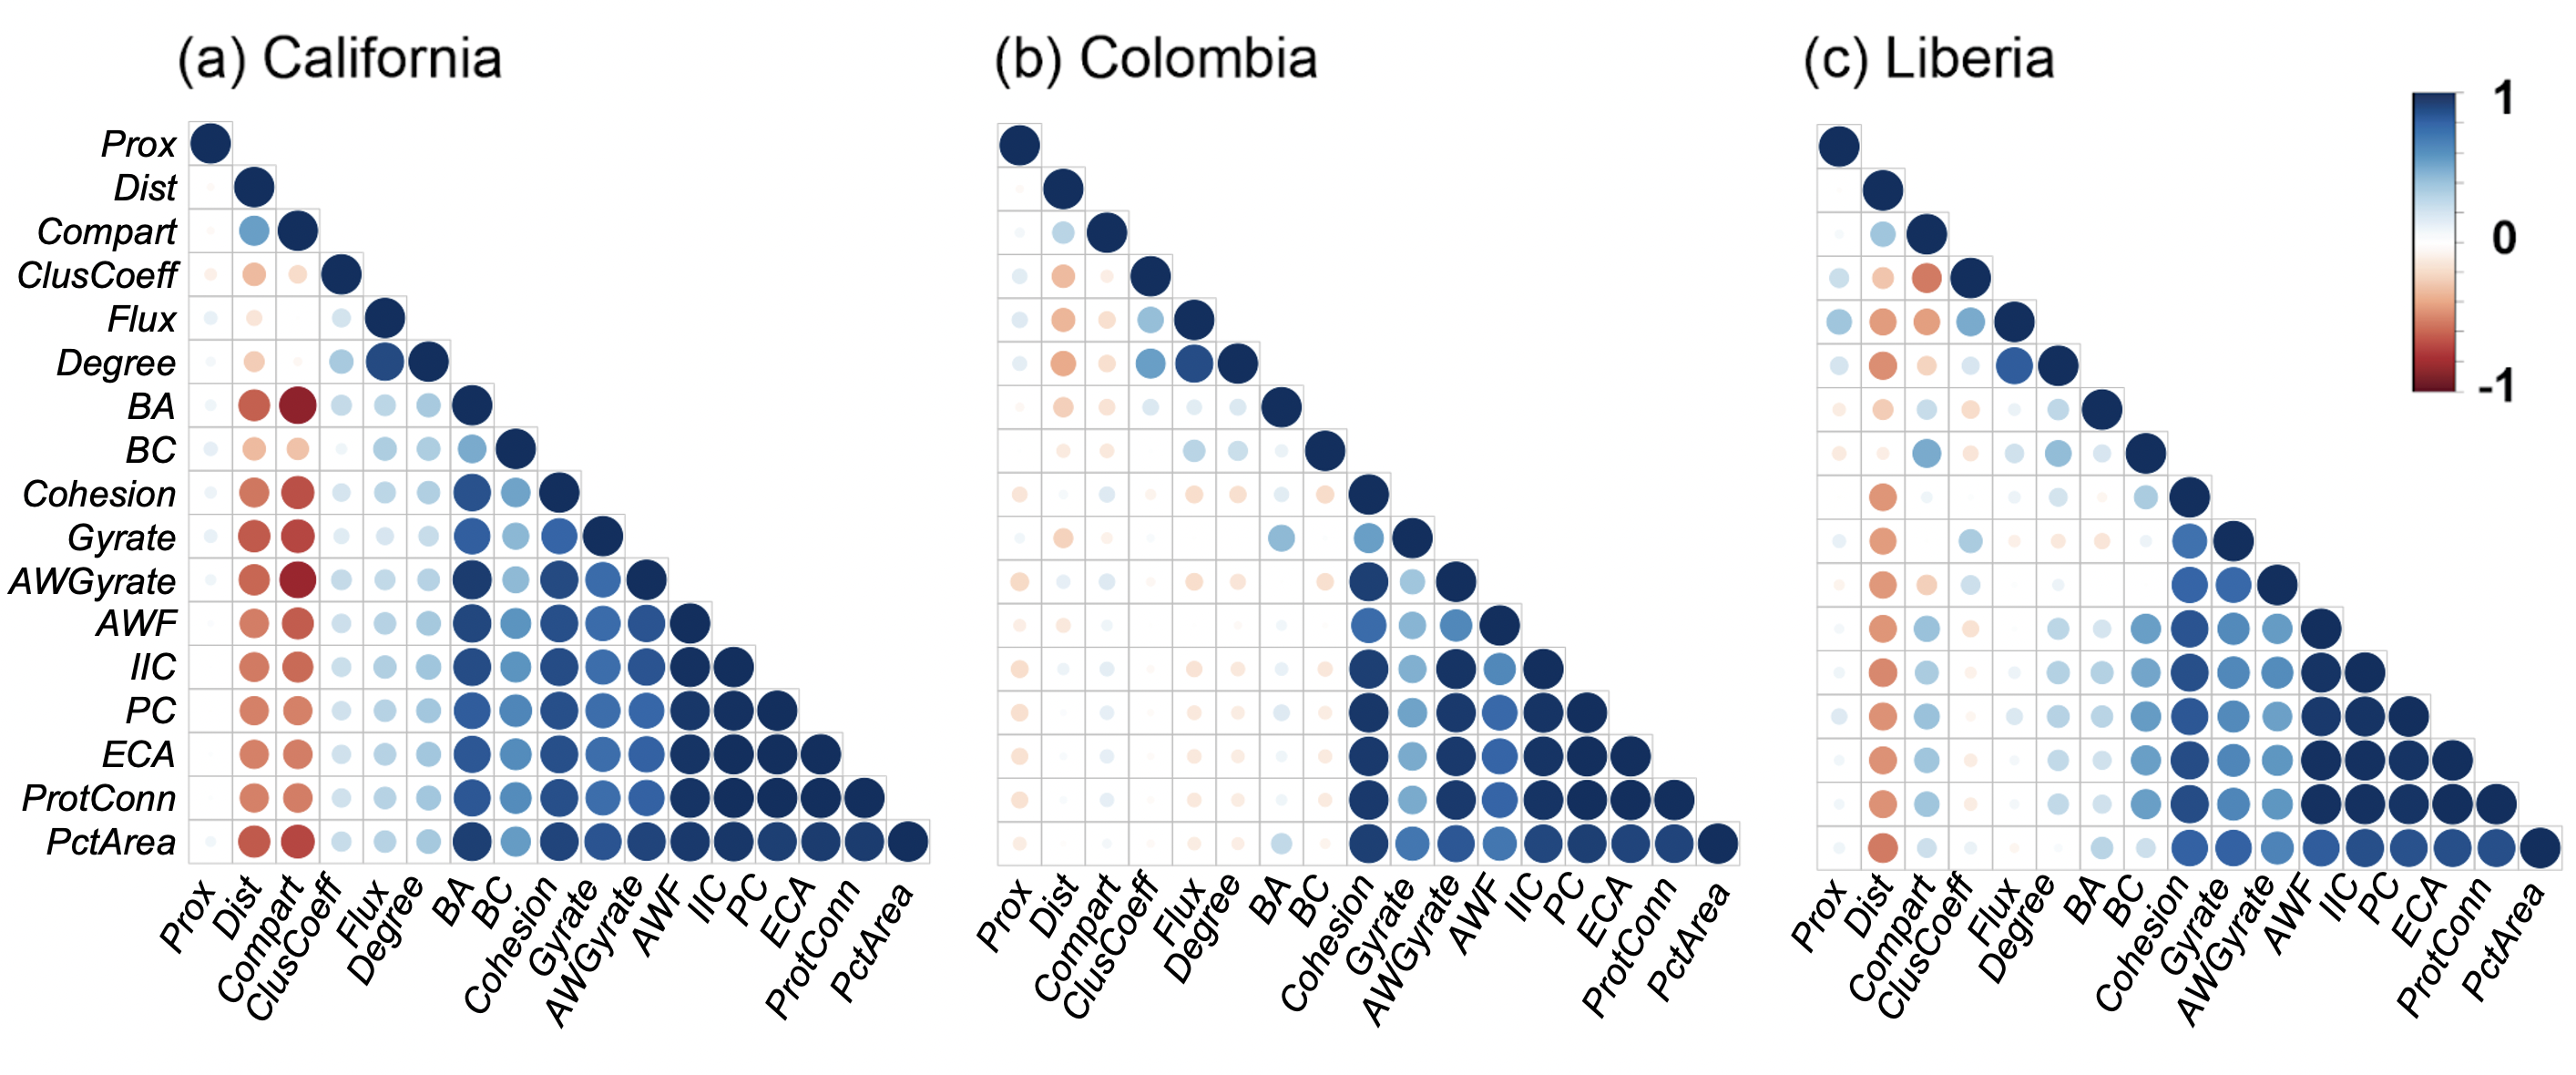 (a) California
(b) Colombia
(c) Liberia
1
0
-1
Prox
Dist
Compart
ClusCoeff
Flux
Degree
BA
BC
Cohesion
Gyrate
AWGyrate
AWF
IIC
PC
ECA
ProtConn
PctArea
Prox Dist Compart ClusCoeff Flux Degree BA BC Cohesion Gyrate AWGyrate AWF IIC PC ECA ProtConn PctArea
Prox Dist Compart ClusCoeff Flux Degree BA BC Cohesion Gyrate AWGyrate AWF IIC PC ECA ProtConn PctArea
Prox Dist Compart ClusCoeff Flux Degree BA BC Cohesion Gyrate AWGyrate AWF IIC PC ECA ProtConn PctArea